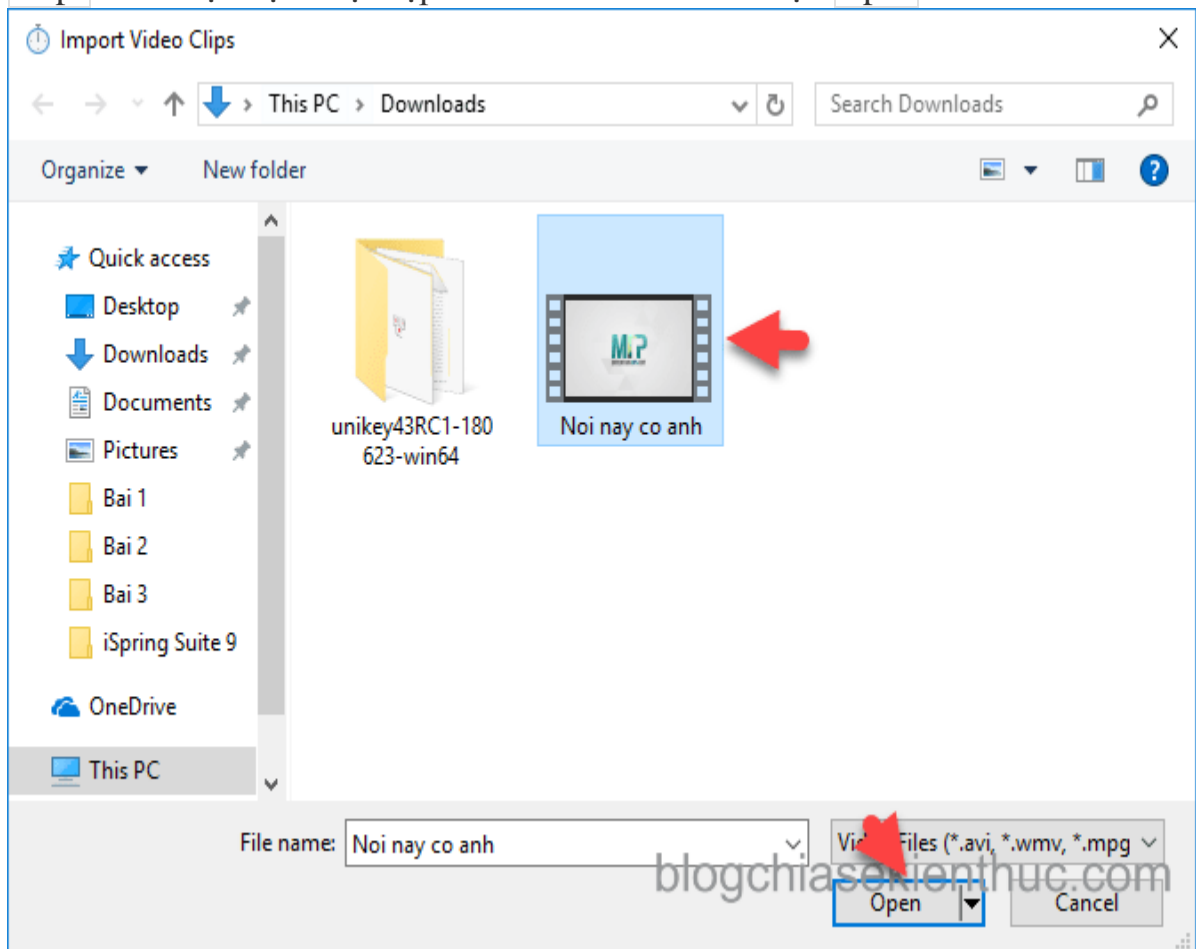 Import Video Clips
This PC > Downloads
Search Downloads
Organize
New folder
Quick access
Desktop
Downloads
Documents
Pictures
Bai 1
Bai 2
Bai 3
iSpring Suite 9
OneDrive
This PC
unikey43RC1-180
623-win64
Noi nay co anh
File name:
Noi nay co anh
Files (*.avi, *.wmv, *.mpg
blogchiasekienthuc.com
Open
Cancel